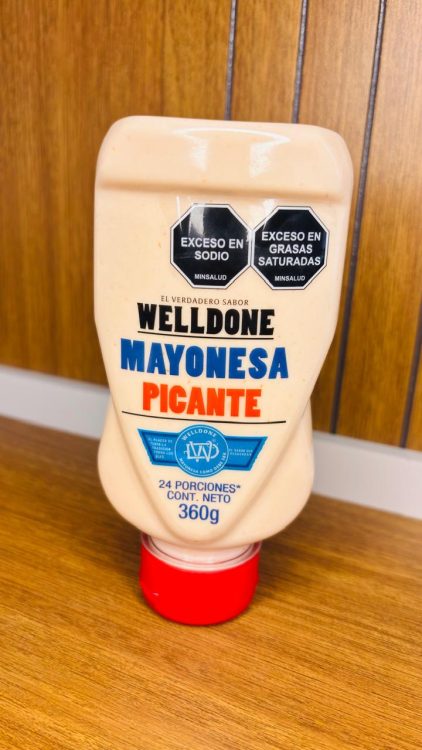 EXCESO EN
SODIO
MINSALUD
EXCESO EN
GRASAS
SATURADAS
MINSALUD
EL VERDADERO SABOR
WELLDONE
MAYONESA
PICANTE
WELLDONE
24 PORCIONES*
CONT. NETO
360g